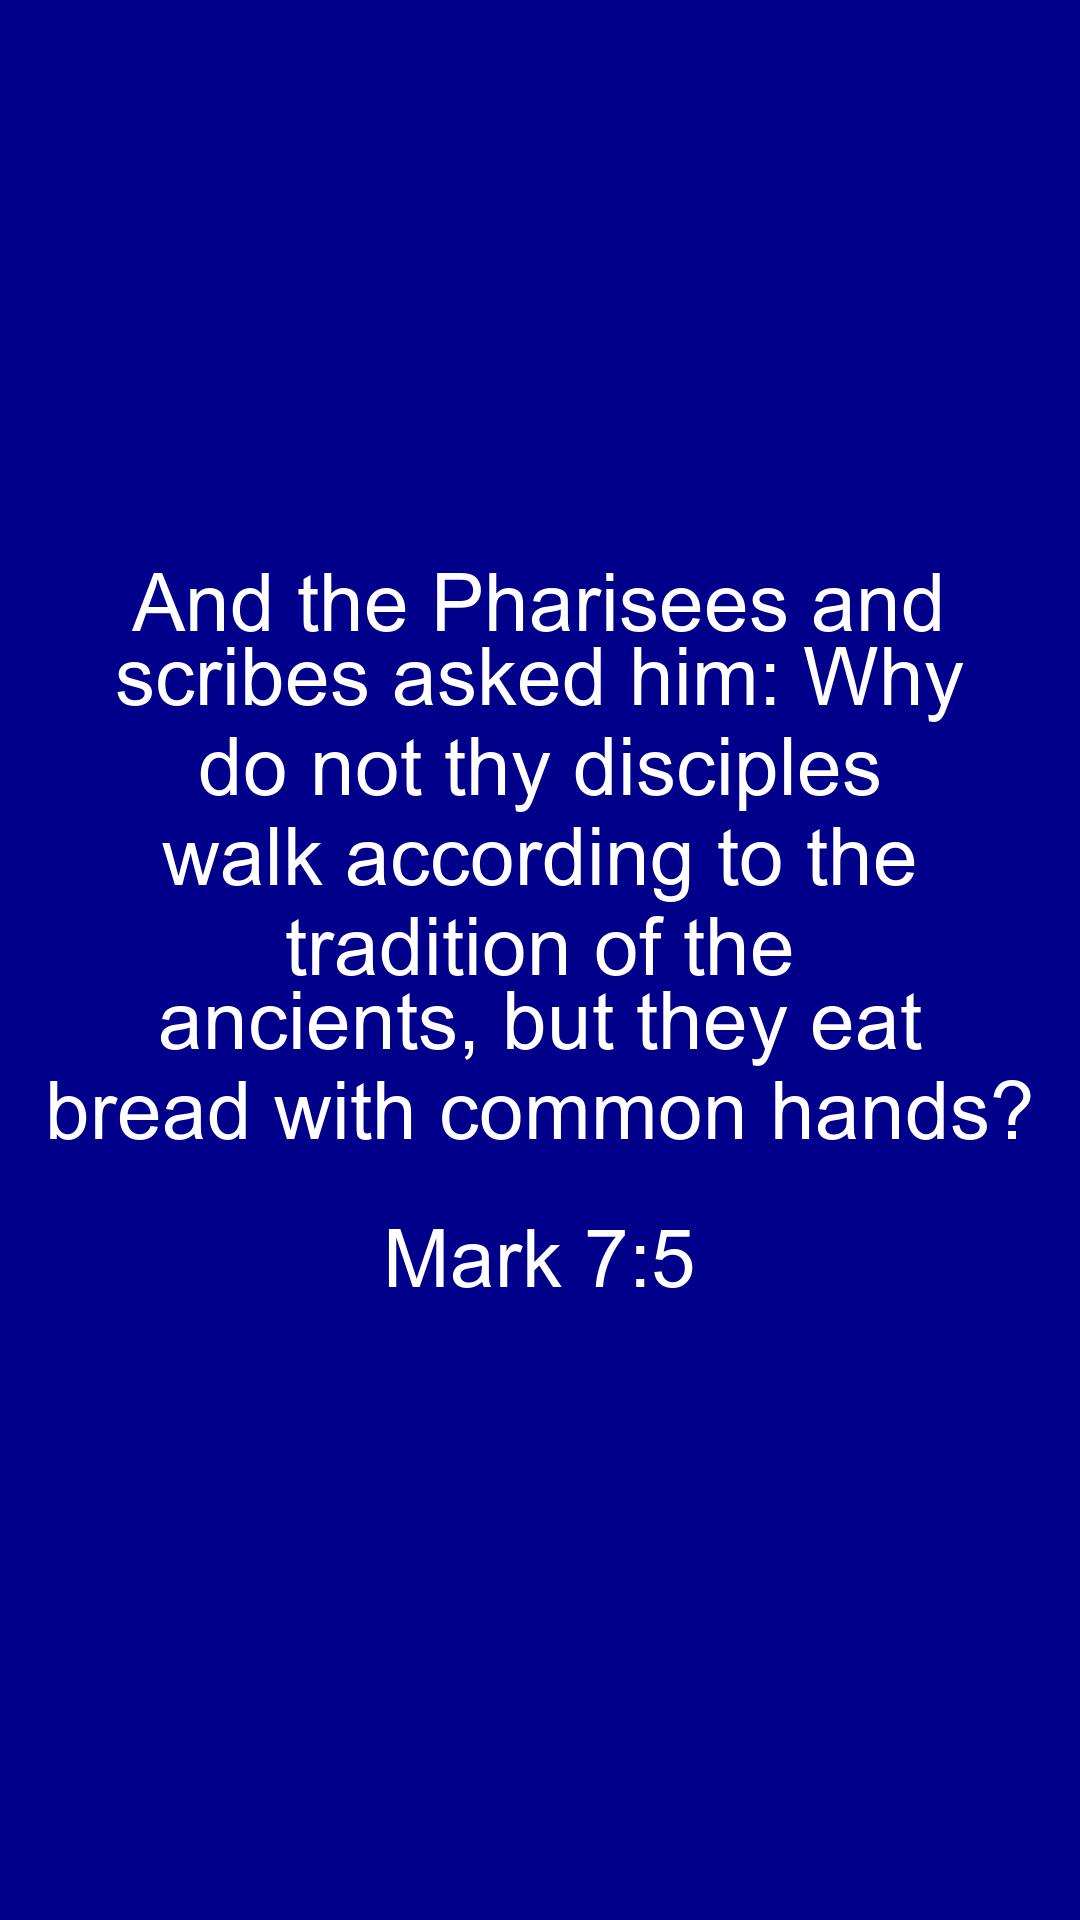 And the Pharisees and
scribes asked him: Why
do not thy disciples
walk according to the
tradition of the
ancients, but they eat
bread with common hands?
Mark 7:5